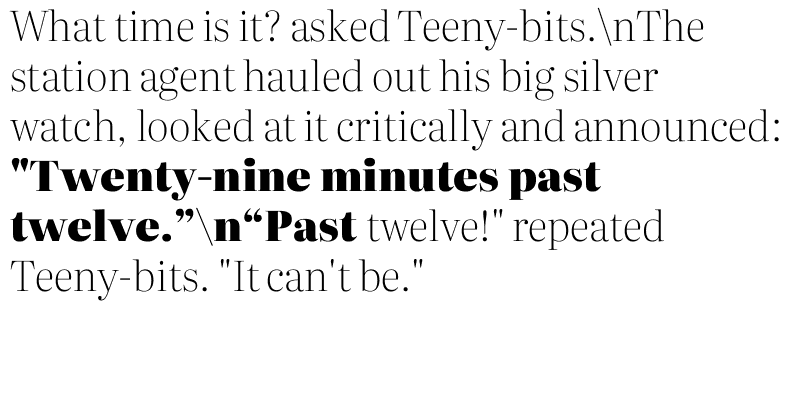 What time is it? asked Teeny-bits.\nThe
station agent hauled out his big silver
watch, looked at it critically and announced:
"Twenty-nine minutes past
twelve.”\n“Past twelve!" repeated
Teeny-bits. "It can't be."